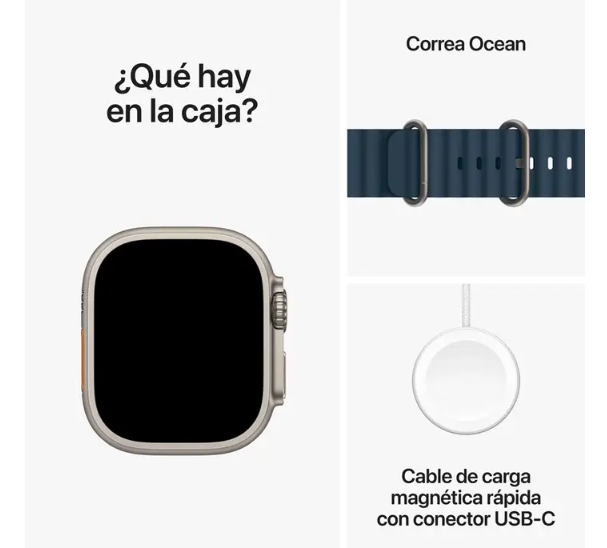 ¿Qué hay
en la caja?
Correa Ocean
Cable de carga
magnética rápida
con conector USB-C